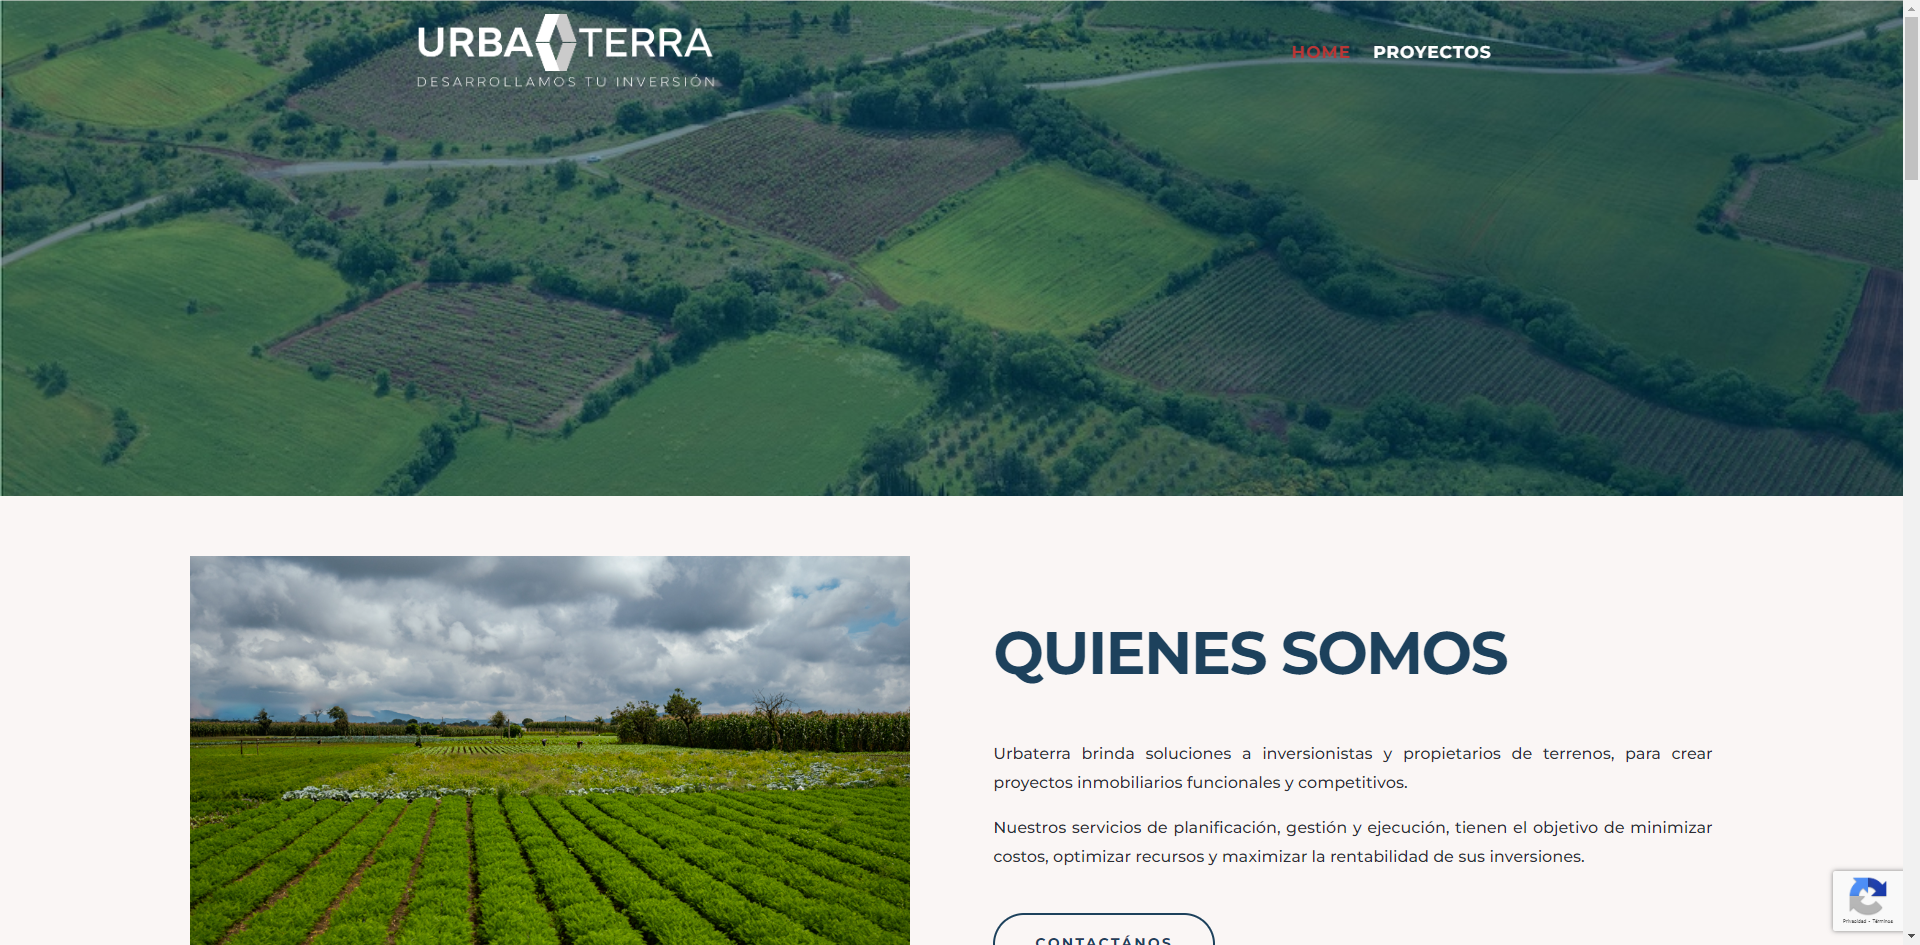 URBA TERRA
DESARROLLAMOS TU INVERSIÓN
HOME PROYECTOS
QUIENES SOMOS
Urbaterra brinda soluciones a inversionistas y propietarios de terrenos, para crear
proyectos inmobiliarios funcionales y competitivos.
Nuestros servicios de planificación, gestión y ejecución, tienen el objetivo de minimizar
costos, optimizar recursos y maximizar la rentabilidad de sus inversiones.
CONTACTÁNOS
Privacidad - Términos